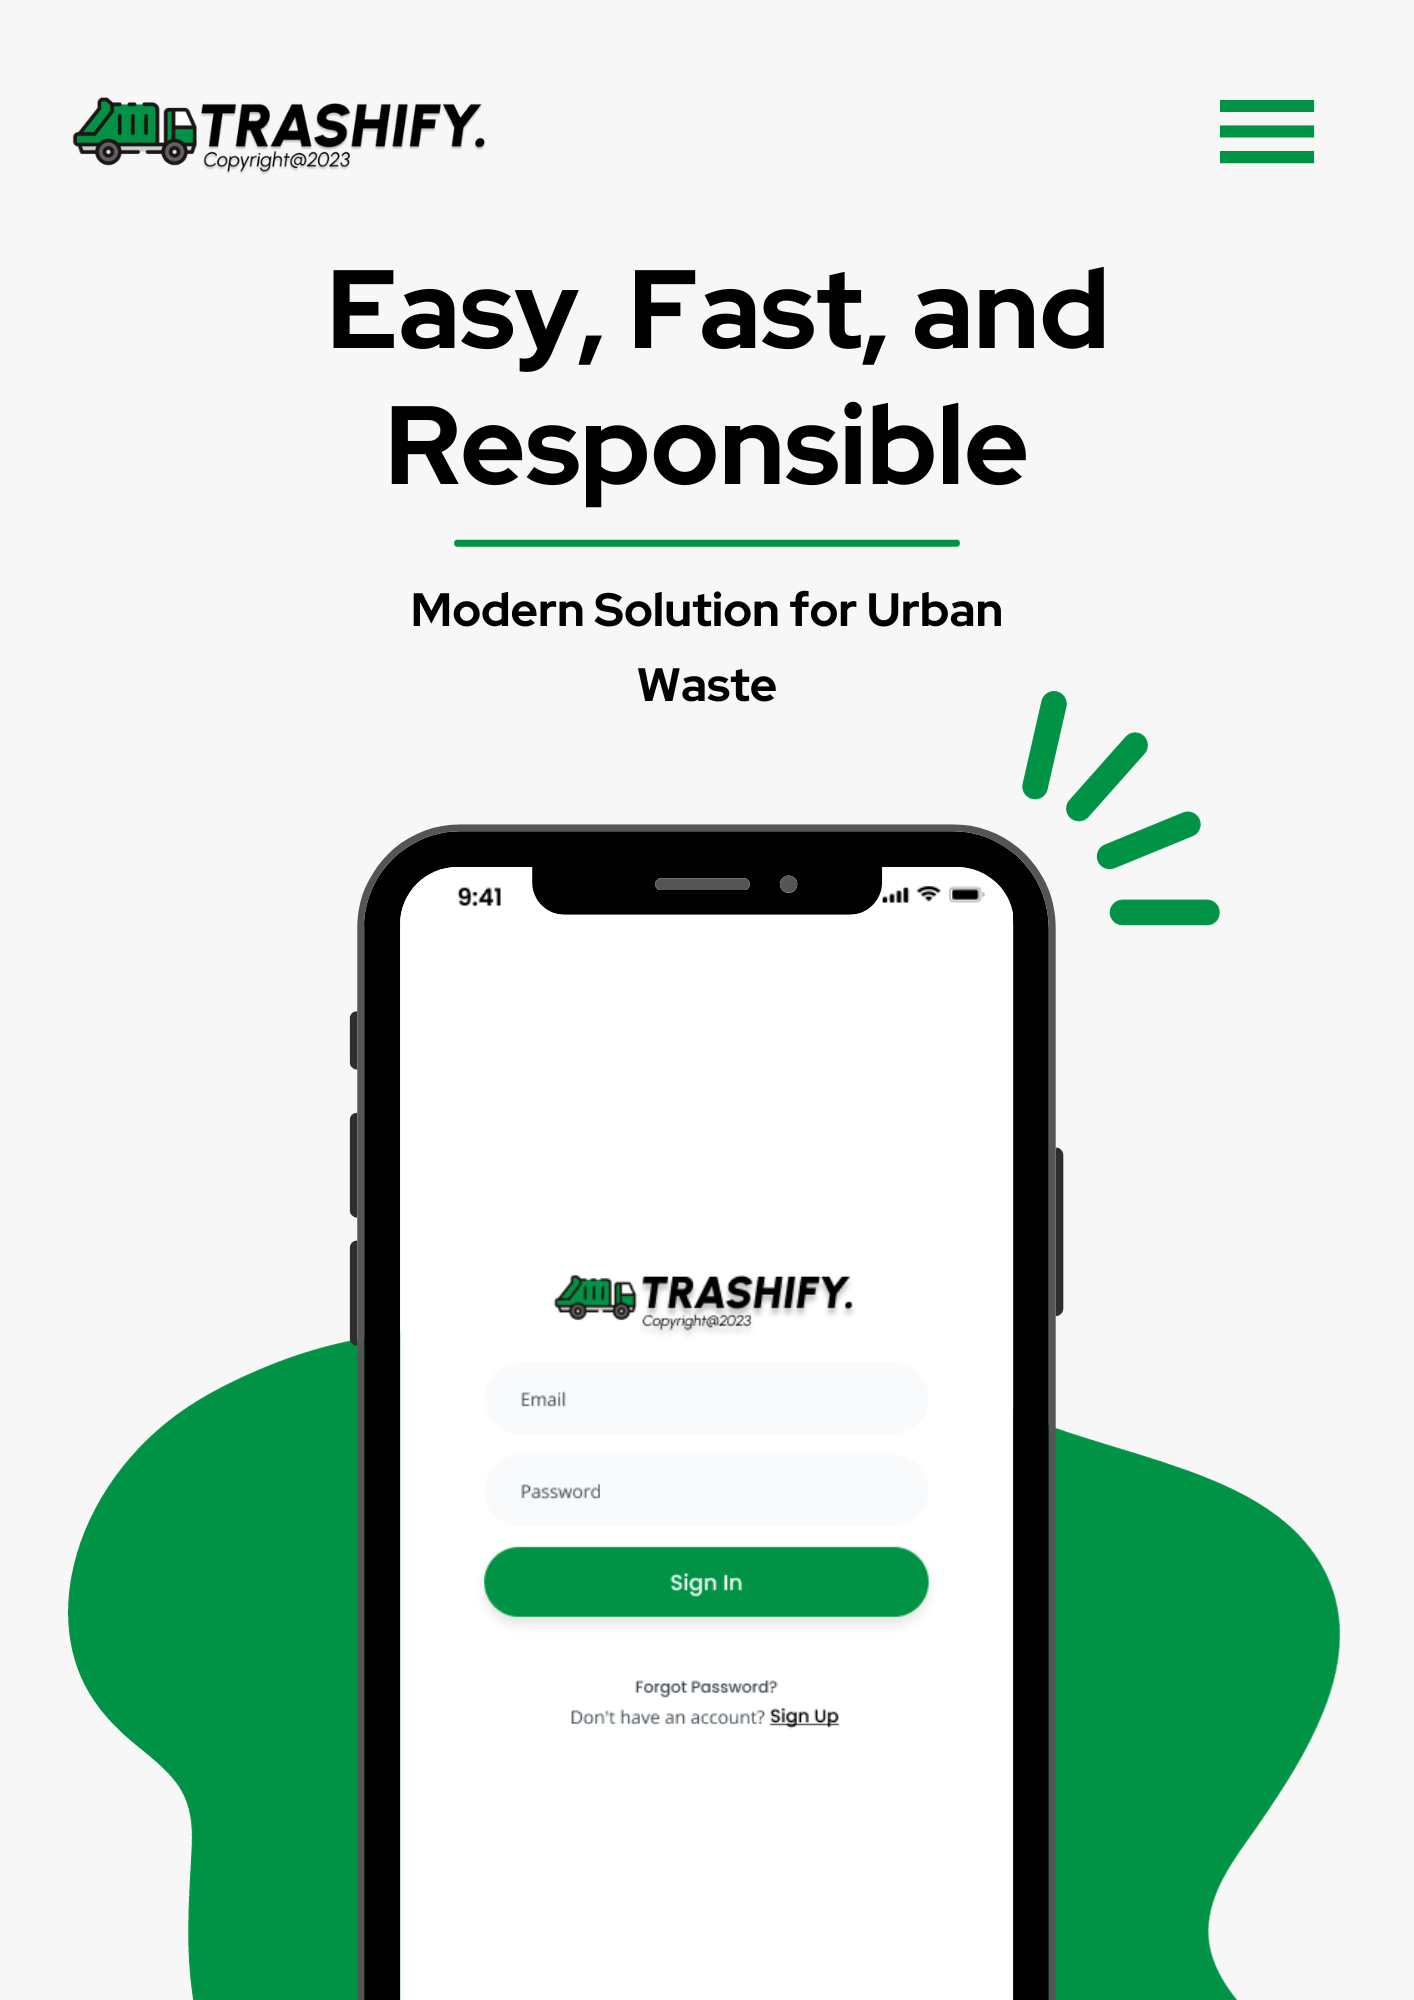 TRASHIFY.
Copyright@2023
Easy, Fast, and
Responsible
Modern Solution for Urban
Waste
9:41
TRASHIFY.
Copyright@2023
Email
Password
Sign In
Forgot Password?
Don't have an account? Sign Up